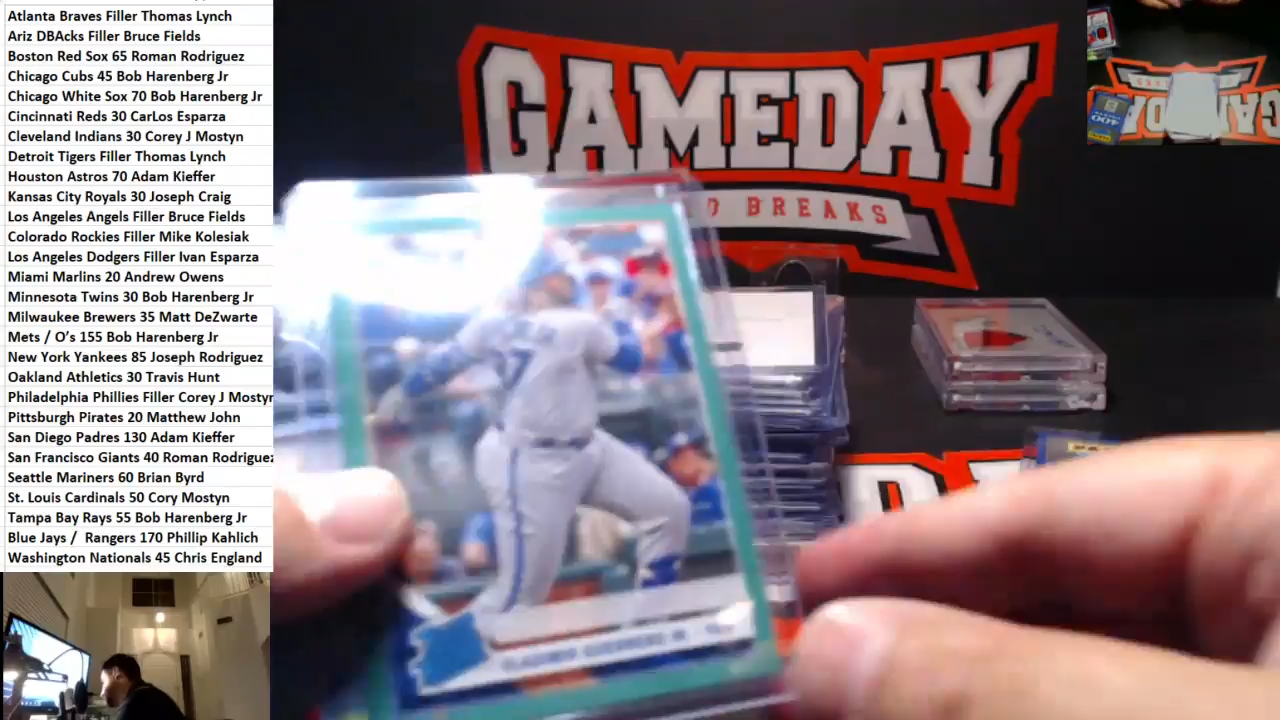 Atlanta Braves Filler Thomas Lynch
Ariz DBAcks Filler Bruce Fields
Boston Red Sox 65 Roman Rodriguez
Chicago Cubs 45 Bob Harenberg Jr
Chicago White Sox 70 Bob Harenberg Jr
Cincinnati Reds 30 CarLos Esparza
Cleveland Indians 30 Corey J Mostyn
Detroit Tigers Filler Thomas Lynch
Houston Astros 70 Adam Kieffer
Kansas City Royals 30 Joseph Craig
Los Angeles Angels Filler Bruce Fields
Colorado Rockies Filler Mike Kolesiak
Los Angeles Dodgers Filler Ivan Esparza
Miami Marlins 20 Andrew Owens
Minnesota Twins 30 Bob Harenberg Jr
Milwaukee Brewers 35 Matt DeZwarte
Mets / O's 155 Bob Harenberg Jr
New York Yankees 85 Joseph Rodriguez
Oakland Athletics 30 Travis Hunt
Philadelphia Phillies Filler Corey J Mostyn
Pittsburgh Pirates 20 Matthew John
San Diego Padres 130 Adam Kieffer
San Francisco Giants 40 Roman Rodriguez
Seattle Mariners 60 Brian Byrd
St. Louis Cardinals 50 Cory Mostyn
Tampa Bay Rays 55 Bob Harenberg Jr
Blue Jays / Rangers 170 Phillip Kahlich
Washington Nationals 45 Chris England
GAMEDAY
BREAKS
VLADIMIR GUERRERO JR.
GAMEDA
400